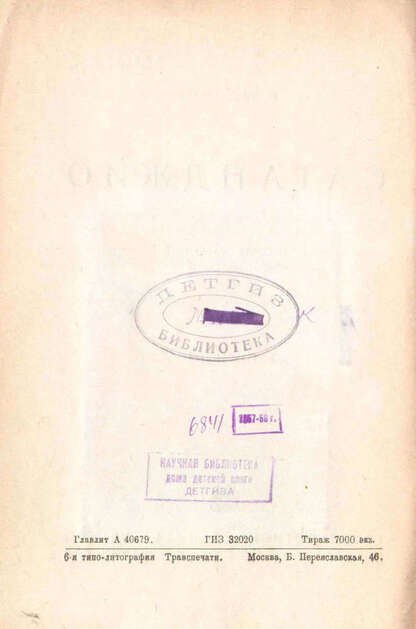 ДЕТГИЗ
№
БИБЛИОТЕКА
К
6841
1967-68 г.
НАУЧНАЯ БИБЛИОТЕКА
дома детской книги
ДЕТГИЗА
Главлит А 40679. ГИЗ 32020 Тираж 7000 экз.
6-я типо-литография Транспечати. Москва, Б. Переяславская, 46.